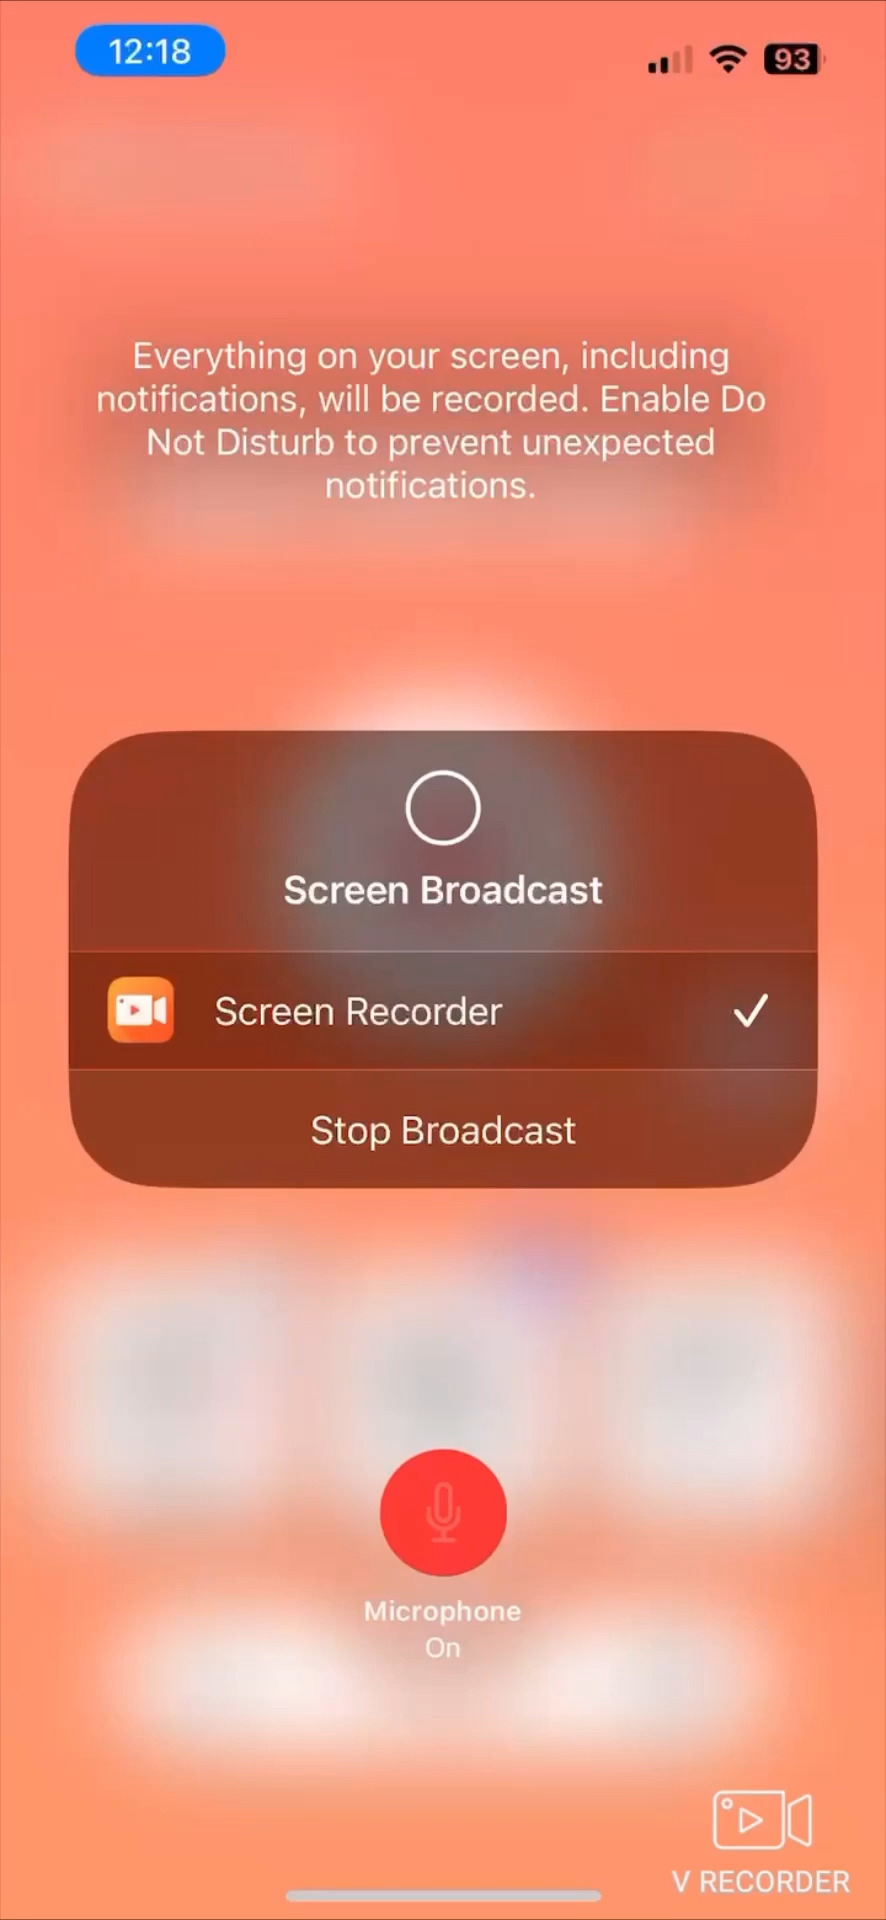 12:18
93
Everything on your screen, including
notifications, will be recorded. Enable Do
Not Disturb to prevent unexpected
notifications.
Screen Broadcast
Screen Recorder
Stop Broadcast
Microphone
On
V RECORDER